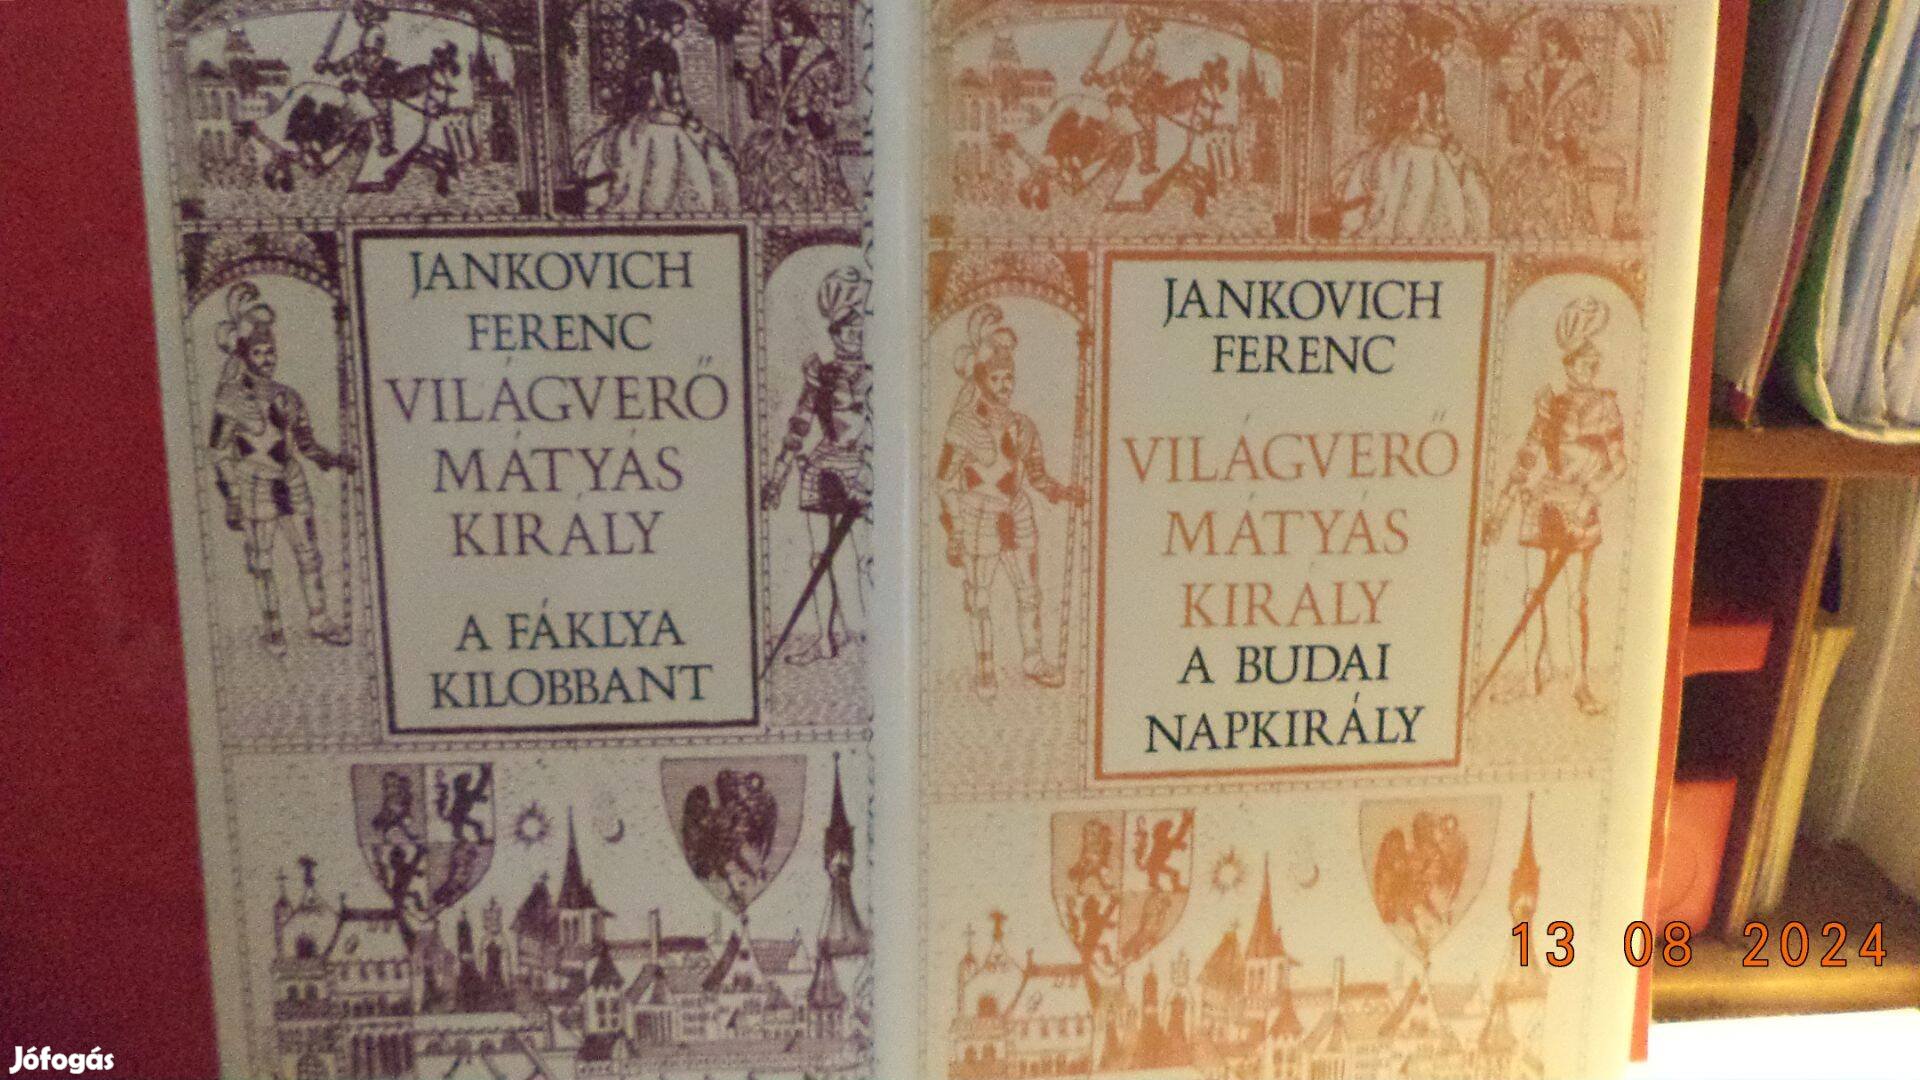 JANKOVICH
FERENC
VILÁGVERŐ
MÁTYÁS
KIRÁLY
A FÁKLYA
KILOBBANT
JANKOVICH
FERENC
VILÁGVERŐ
MÁTYÁS
KIRÁLY
A BUDAI
NAPKIRÁLY
13 08 2024
Jófogás